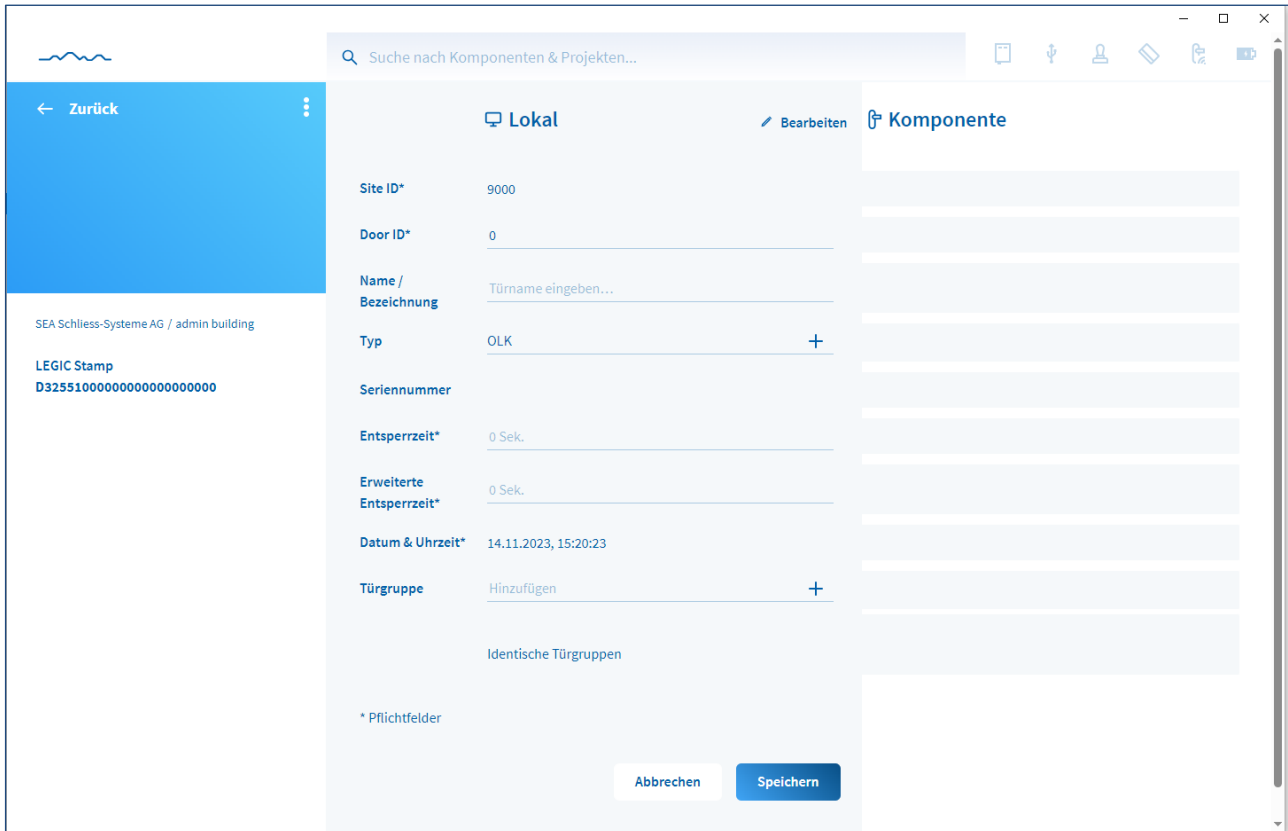 Suche nach Komponenten & Projekten...
Zurück
SEA Schliess-Systeme AG / admin building
LEGIC Stamp
D32551000000000000000000
Lokal
Bearbeiten
Site ID* 9000
Door ID* 0
Name /
Bezeichnung
Türname eingeben...
Typ OLK
Seriennummer
Entsperrzeit* 0 Sek.
Erweiterte
Entsperrzeit*
0 Sek.
Datum & Uhrzeit* 14.11.2023, 15:20:23
Türgruppe Hinzufügen
Identische Türgruppen
* Pflichtfelder
Abbrechen
Speichern
Komponente